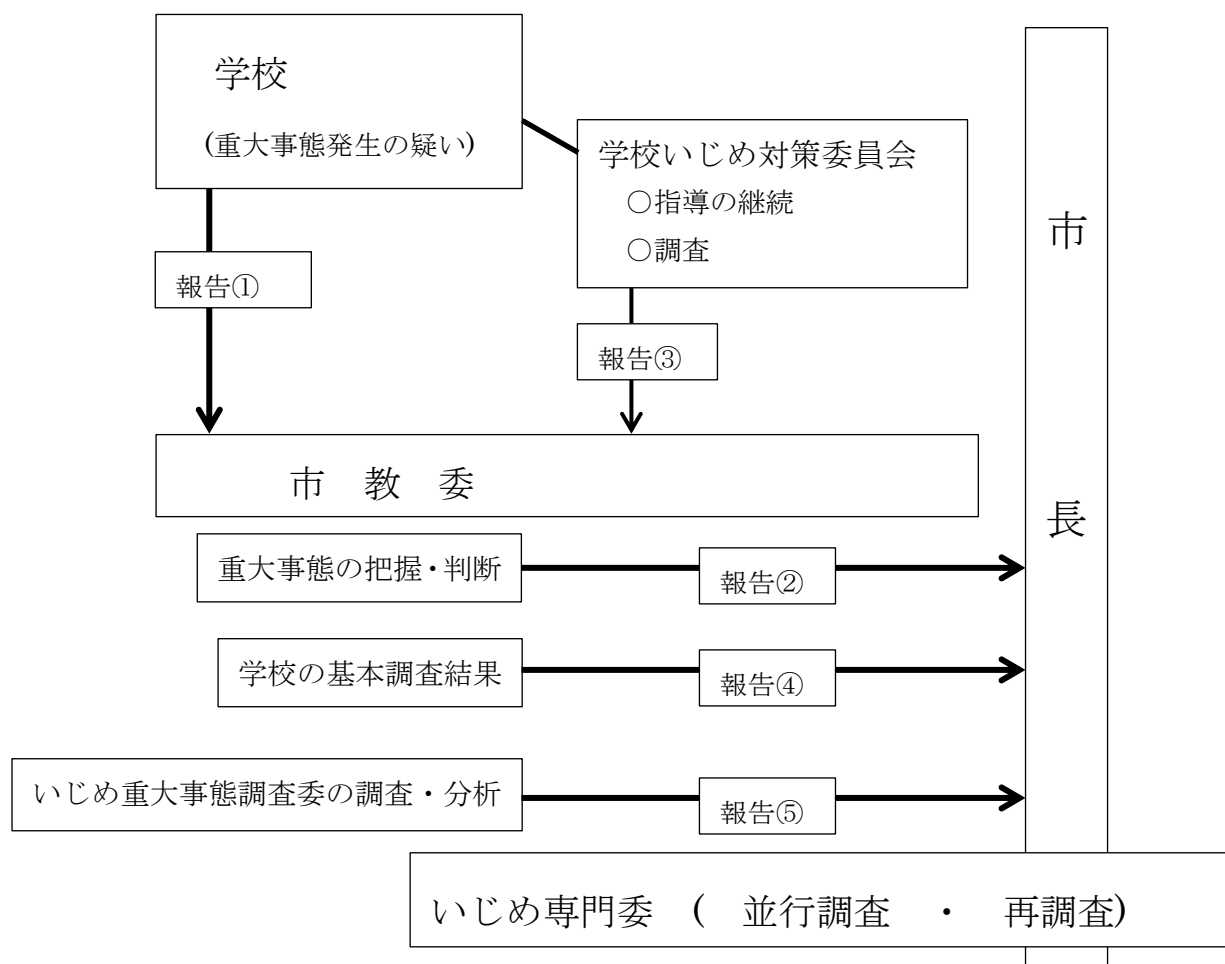 学校
(重大事態発生の疑い)
学校いじめ対策委員会
○指導の継続
○調査
報告①
報告③
市 教 委
市長
重大事態の把握・判断
報告②
学校の基本調査結果
報告④
いじめ重大事態調査委の調査・分析
報告⑤
いじめ専門委 ( 並行調査 ・ 再調査)